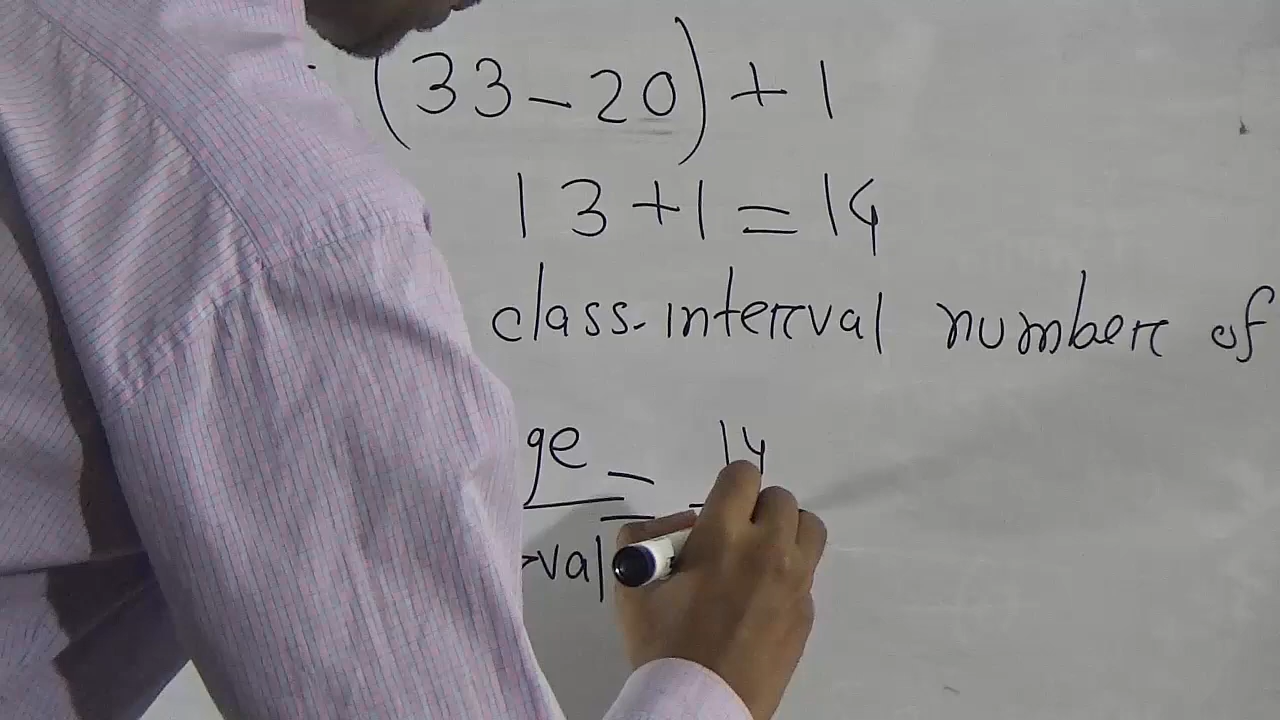 (33-20)+1
13+1=14
class-interval number of
ge = 14
val